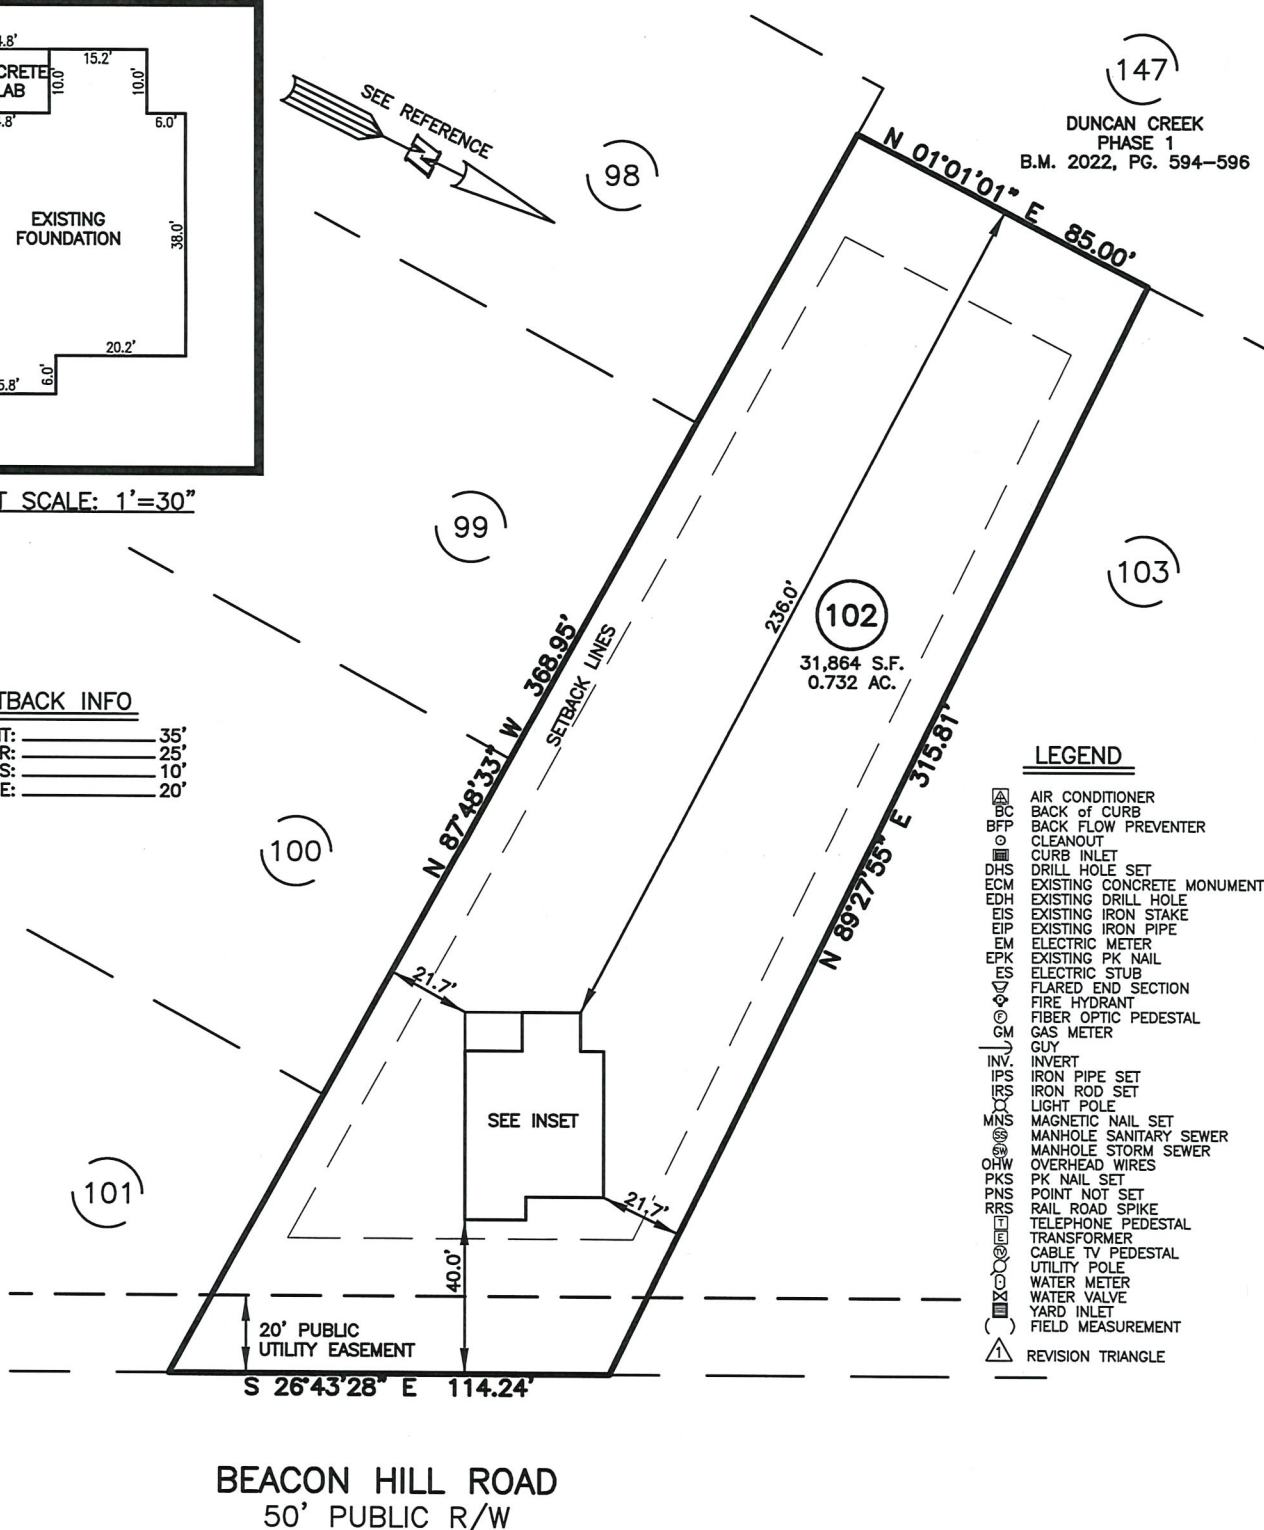 15.2'
10.0'
10.0'
6.0'
EXISTING
FOUNDATION
38.0'
20.2'
6.0'
SCALE: 1'=30"
SEE REFERENCE
N
98
147
DUNCAN CREEK
PHASE 1
B.M. 2022, PG. 594-596
N 01°01'01" E 85.00'
99
103
236.0'
102
31,864 S.F.
0.732 AC.
SETBACK LINES
N 87°48'33" W 368.95'
N 89°27'55" E 315.81'
INFO
35'
25'
10'
20'
100
101
21.7'
SEE INSET
21.7'
40.0'
20' PUBLIC
UTILITY EASEMENT
S 26°43'28" E 114.24'
BEACON HILL ROAD
50' PUBLIC R/W
LEGEND
A AIR CONDITIONER
BC BACK of CURB
BFP BACK FLOW PREVENTER
CLEANOUT
CURB INLET
DHS DRILL HOLE SET
ECM EXISTING CONCRETE MONUMENT
EDH EXISTING DRILL HOLE
EIS EXISTING IRON STAKE
EIP EXISTING IRON PIPE
EM ELECTRIC METER
EPK EXISTING PK NAIL
ES ELECTRIC STUB
FLARED END SECTION
FIRE HYDRANT
F FIBER OPTIC PEDESTAL
GM GAS METER
GUY
INV. INVERT
IPS IRON PIPE SET
IRS IRON ROD SET
LIGHT POLE
MNS MAGNETIC NAIL SET
SS MANHOLE SANITARY SEWER
SW MANHOLE STORM SEWER
OHW OVERHEAD WIRES
PKS PK NAIL SET
PNS POINT NOT SET
RRS RAIL ROAD SPIKE
T TELEPHONE PEDESTAL
E TRANSFORMER
TV CABLE TV PEDESTAL
UTILITY POLE
WATER METER
WATER VALVE
YARD INLET
( ) FIELD MEASUREMENT
1 REVISION TRIANGLE